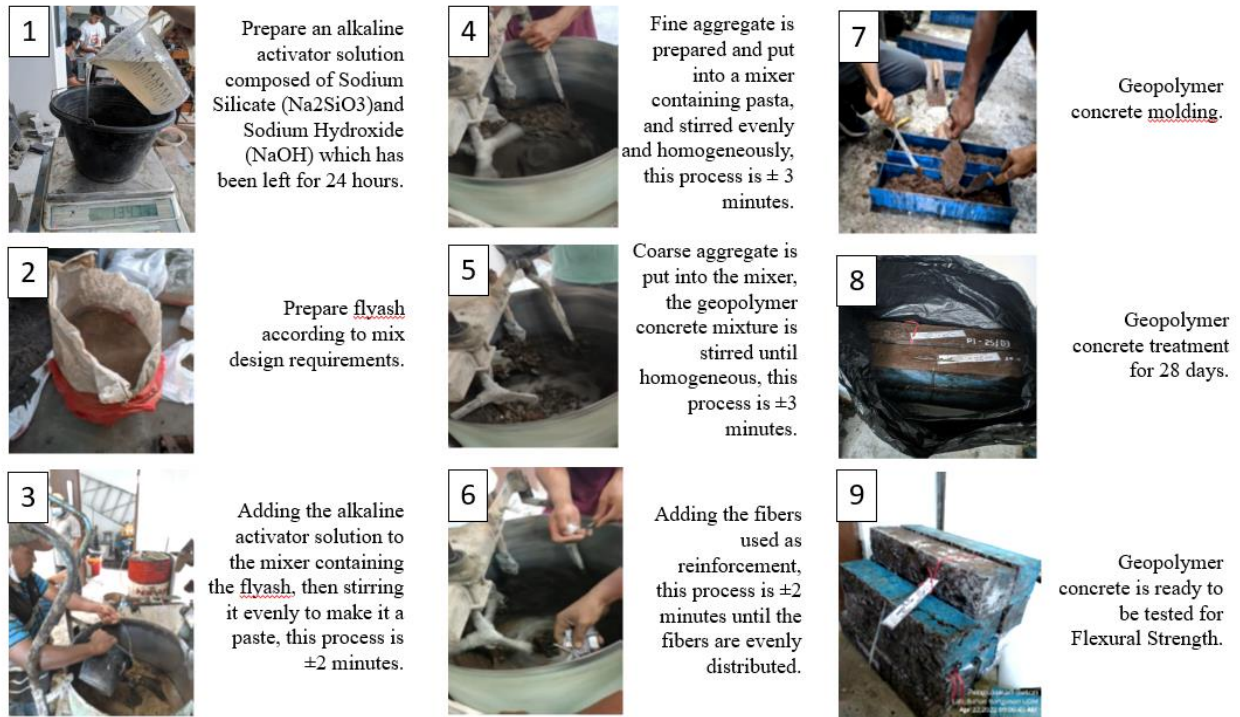 1
Prepare an alkaline
activator solution
composed of Sodium
Silicate (Na2SiO3)and
Sodium Hydroxide
(NaOH) which has
been left for 24 hours.
2
Prepare flyash
according to mix
design requirements.
3
Adding the alkaline
activator solution to
the mixer containing
the flyash, then stirring
it evenly to make it a
paste, this process is
±2 minutes.
4
Fine aggregate is
prepared and put
into a mixer
containing pasta,
and stirred evenly
and homogeneously,
this process is ± 3
minutes.
5
Coarse aggregate is
put into the mixer,
the geopolymer
concrete mixture is
stirred until
homogeneous, this
process is ±3
minutes.
6
Adding the fibers
used as
reinforcement,
this process is ±2
minutes until the
fibers are evenly
distributed.
7
Geopolymer
concrete molding.
8
Geopolymer
concrete treatment
for 28 days.
9
Geopolymer
concrete is ready to
be tested for
Flexural Strength.